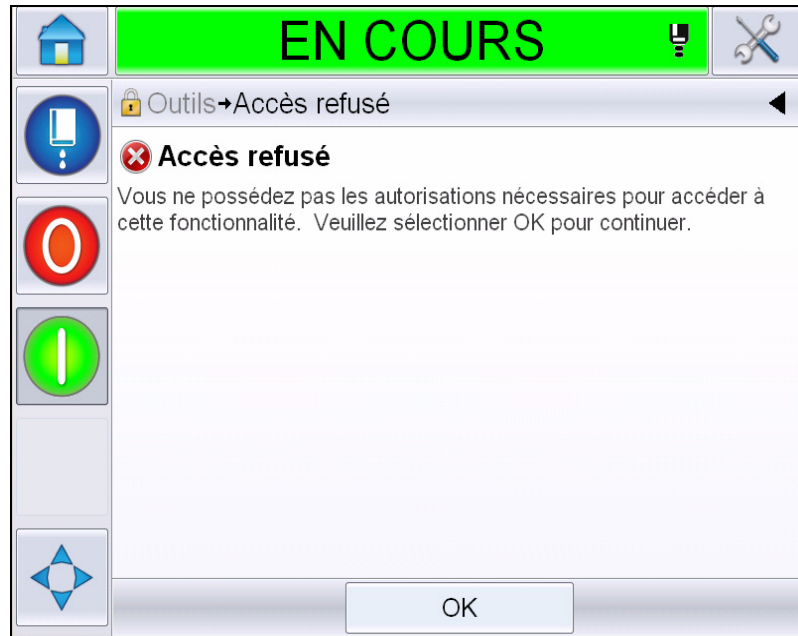 EN COURS
Outils→Accès refusé
Accès refusé
Vous ne possédez pas les autorisations nécessaires pour accéder à
cette fonctionnalité.  Veuillez sélectionner OK pour continuer.
OK